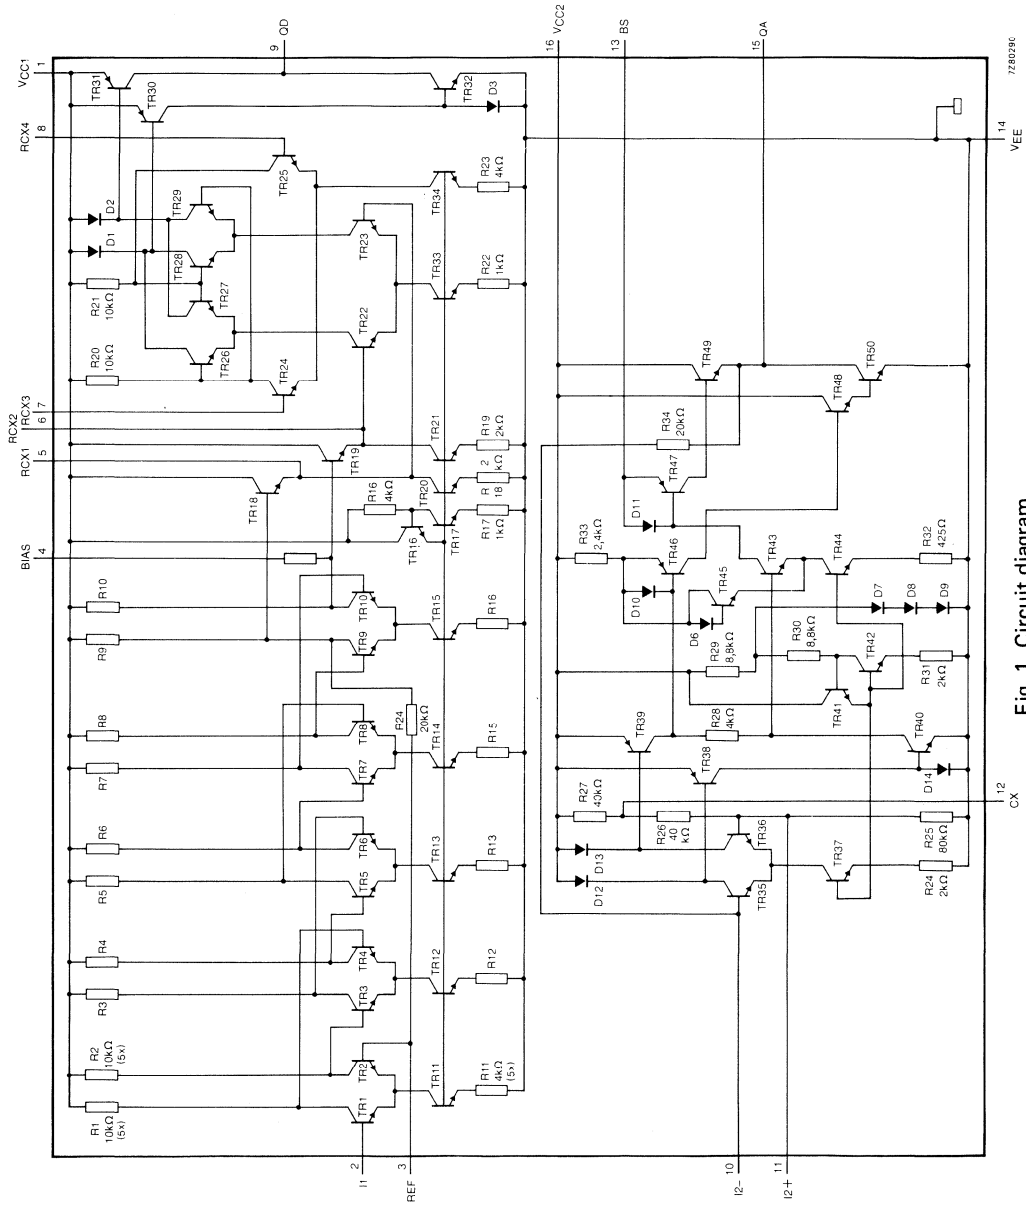 VCC1
1
RCX4
8
RCX2
RCX3
6
7
RCX1
5
BIAS
4
9
QD
16
VCC2
13
BS
15
QA
7Z80290
TR31
TR30
TR32
D3
D2
D1
TR29
TR28
TR27
TR26
TR25
TR24
TR23
TR22
TR34
R23
4kΩ
TR33
R22
1kΩ
R21
10kΩ
R20
10kΩ
TR21
R19
2kΩ
TR20
R
18
2
kΩ
TR19
TR18
R16
4kΩ
TR16
TR17
R17
1kΩ
R10
R9
TR10
TR9
TR15
R16
R8
R7
TR8
TR7
R24
20kΩ
TR14
R15
R6
R5
TR6
TR5
TR13
R13
R4
R3
TR4
TR3
TR12
R12
R2
10kΩ
(5x)
R1
10kΩ
(5x)
TR2
TR1
TR11
R11
4kΩ
(5x)
I1
2
REF
3
14
VEE
TR49
TR50
TR48
R34
20kΩ
TR47
D11
R33
2,4kΩ
TR46
D10
TR45
D6
TR43
TR44
R32
425Ω
D7
D8
D9
R29
8,8kΩ
R30
8,8kΩ
TR42
TR41
R31
2kΩ
TR39
R28
4kΩ
TR38
TR40
D14
R27
40kΩ
R26
40
kΩ
12
CX
D13
D12
TR36
TR35
TR37
R25
80kΩ
R24
2kΩ
I2-
10
I2+
11
Fig. 1 Circuit diagram